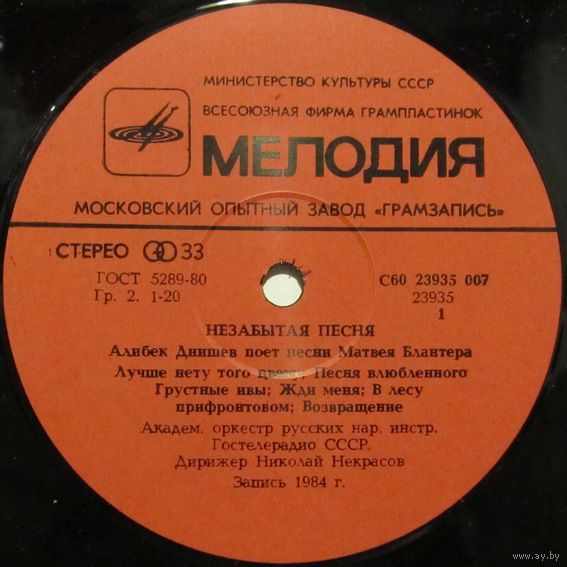 МИНИСТЕРСТВО КУЛЬТУРЫ СССР
ВСЕСОЮЗНАЯ ФИРМА ГРАМПЛАСТИНОК
МЕЛОДИЯ
МОСКОВСКИЙ ОПЫТНЫЙ ЗАВОД «ГРАМЗАПИСЬ»
СТЕРЕО 33
ГОСТ 5289-80
Гр. 2. 1-20
С60 23935 007
23935
1
НЕЗАБЫТАЯ ПЕСНЯ
Алибек Днишев поет песни Матвея Блантера
Лучше нету того цвету; Песня влюбленного
Грустные ивы; Жди меня; В лесу
прифронтовом; Возвращение
Академ. оркестр русских нар. инстр.
Гостелерадио СССР.
Дирижер Николай Некрасов
Запись 1984 г.
www.ay.by